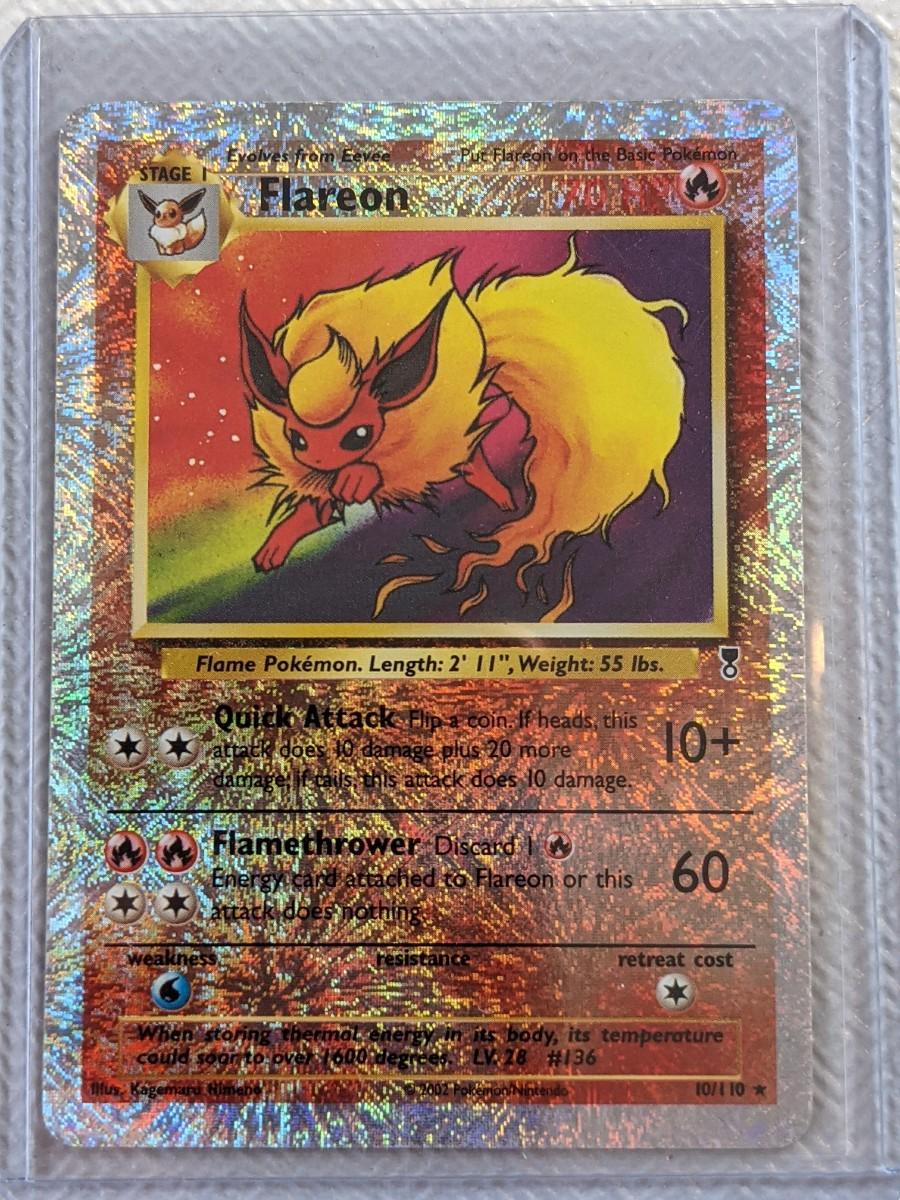 Evolves from Eevee Put Flareon on the Basic Pokémon
STAGE 1
Flareon 70 HP
Flame Pokémon. Length: 2' 11", Weight: 55 lbs.
Quick Attack Flip a coin. If heads, this
attack does 10 damage plus 20 more
damage; if tails, this attack does 10 damage.
10+
Flamethrower Discard 1
Energy card attached to Flareon or this
attack does nothing.
60
weakness resistance retreat cost
When storing thermal energy in its body, its temperature
could soar to over 1600 degrees. LV. 28 #136
Illus. Kagemaru Himeno © 2002 Pokémon/Nintendo 10/110 ★